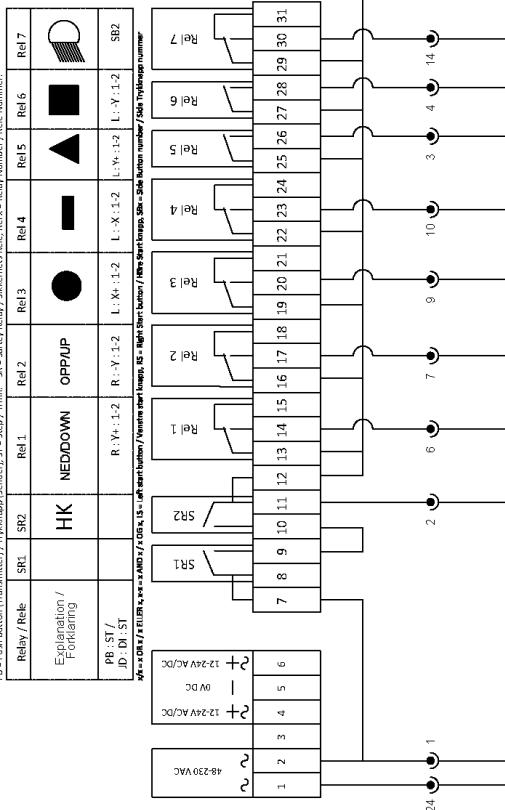 Relay / Rele SR1 SR2 Rel 1 Rel 2 Rel 3 Rel 4 Rel 5 Rel 6 Rel 7
Explanation / Forklaring HK NED/DOWN OPP/UP
PB : ST / JD : DI : ST R : Y+ : 1-2 R : -Y : 1-2 L : X+ : 1-2 L : -X : 1-2 L : Y+ : 1-2 L : -Y : 1-2 SB2
x/x = x OR x / x ELLER x, x-x = x AND x / x OG x, LS = Left start button / Venstre start knapp, RS = Right Start button / Høyre Start knapp, SBx = Side Button number / Side Trykknapp nummer
48-230 VAC
12-24V AC/DC
0V DC
12-24V AC/DC
SR1
SR2
Rel 1
Rel 2
Rel 3
Rel 4
Rel 5
Rel 6
Rel 7
1 2 3 4 5 6
7 8 9 10 11 12 13 14 15 16 17 18 19 20 21 22 23 24 25 26 27 28 29 30 31
24 1 2 6 7 9 10 3 4 14